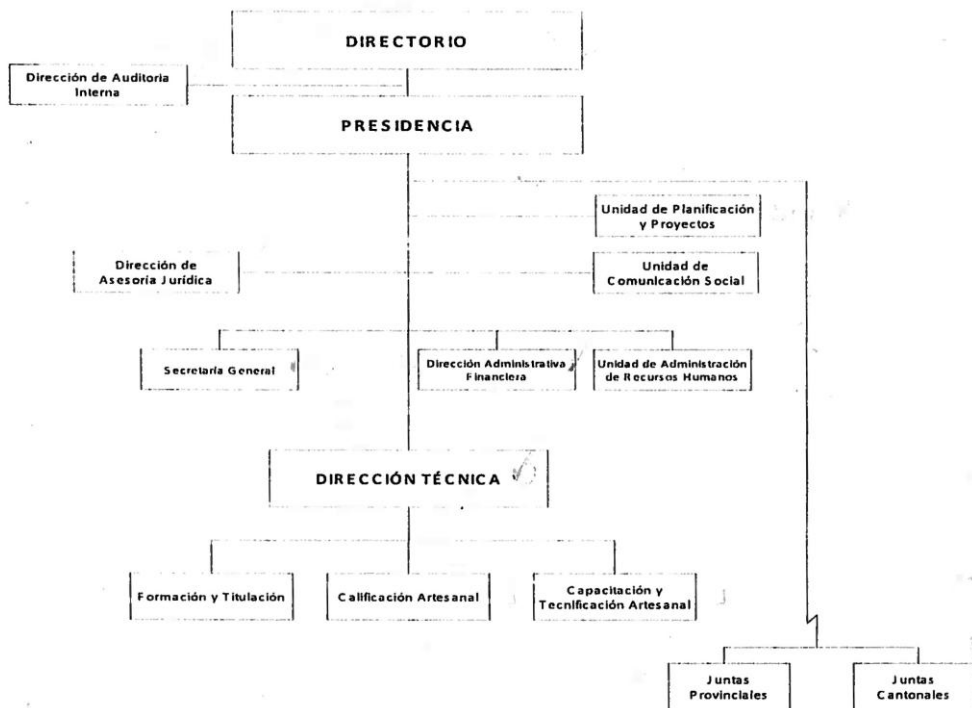 DIRECTORIO
Dirección de Auditoria
Interna
PRESIDENCIA
Unidad de Planificación
y Proyectos
Dirección de
Asesoría Jurídica
Unidad de
Comunicación Social
Secretaría General
Dirección Administrativa
Financiera
Unidad de Administración
de Recursos Humanos
DIRECCIÓN TÉCNICA
Formación y Titulación
Calificación Artesanal
Capacitación y
Tecnificación Artesanal
Juntas
Provinciales
Juntas
Cantonales